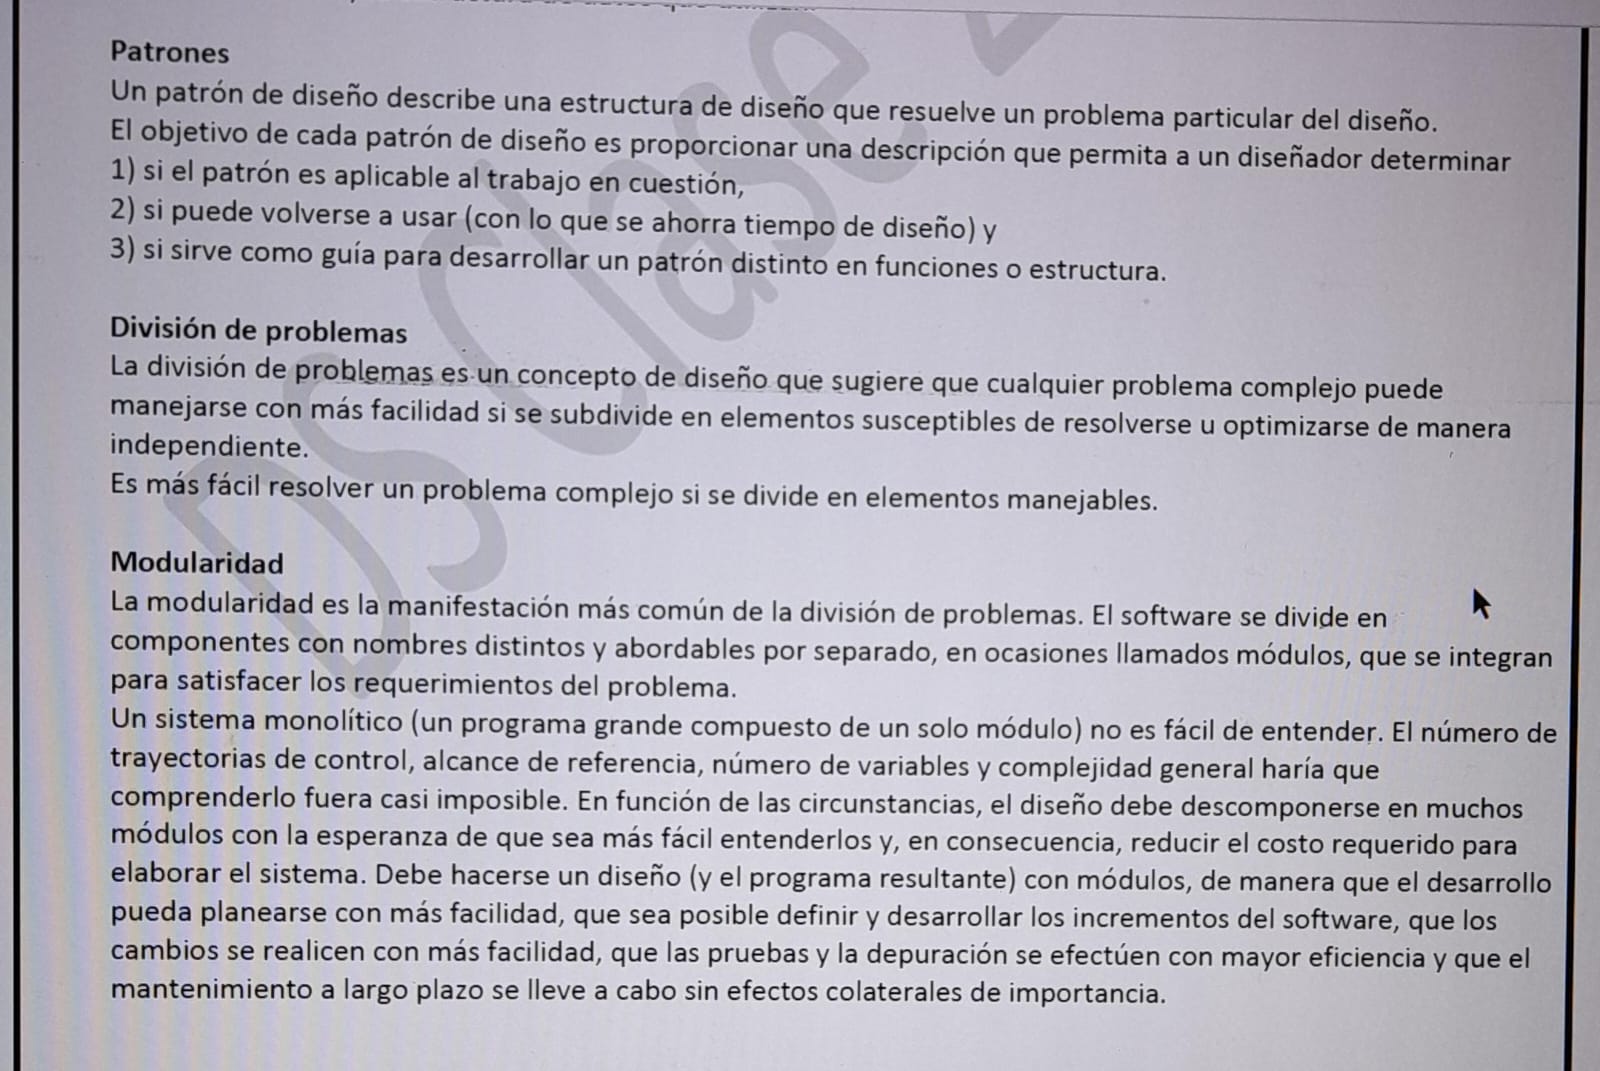 Patrones
Un patrón de diseño describe una estructura de diseño que resuelve un problema particular del diseño.
El objetivo de cada patrón de diseño es proporcionar una descripción que permita a un diseñador determinar
1) si el patrón es aplicable al trabajo en cuestión,
2) si puede volverse a usar (con lo que se ahorra tiempo de diseño) y
3) si sirve como guía para desarrollar un patrón distinto en funciones o estructura.
División de problemas
La división de problemas es un concepto de diseño que sugiere que cualquier problema complejo puede
manejarse con más facilidad si se subdivide en elementos susceptibles de resolverse u optimizarse de manera
independiente.
Es más fácil resolver un problema complejo si se divide en elementos manejables.
Modularidad
La modularidad es la manifestación más común de la división de problemas. El software se divide en
componentes con nombres distintos y abordables por separado, en ocasiones llamados módulos, que se integran
para satisfacer los requerimientos del problema.
Un sistema monolítico (un programa grande compuesto de un solo módulo) no es fácil de entender. El número de
trayectorias de control, alcance de referencia, número de variables y complejidad general haría que
comprenderlo fuera casi imposible. En función de las circunstancias, el diseño debe descomponerse en muchos
módulos con la esperanza de que sea más fácil entenderlos y, en consecuencia, reducir el costo requerido para
elaborar el sistema. Debe hacerse un diseño (y el programa resultante) con módulos, de manera que el desarrollo
pueda planearse con más facilidad, que sea posible definir y desarrollar los incrementos del software, que los
cambios se realicen con más facilidad, que las pruebas y la depuración se efectúen con mayor eficiencia y que el
mantenimiento a largo plazo se lleve a cabo sin efectos colaterales de importancia.
DS Clase